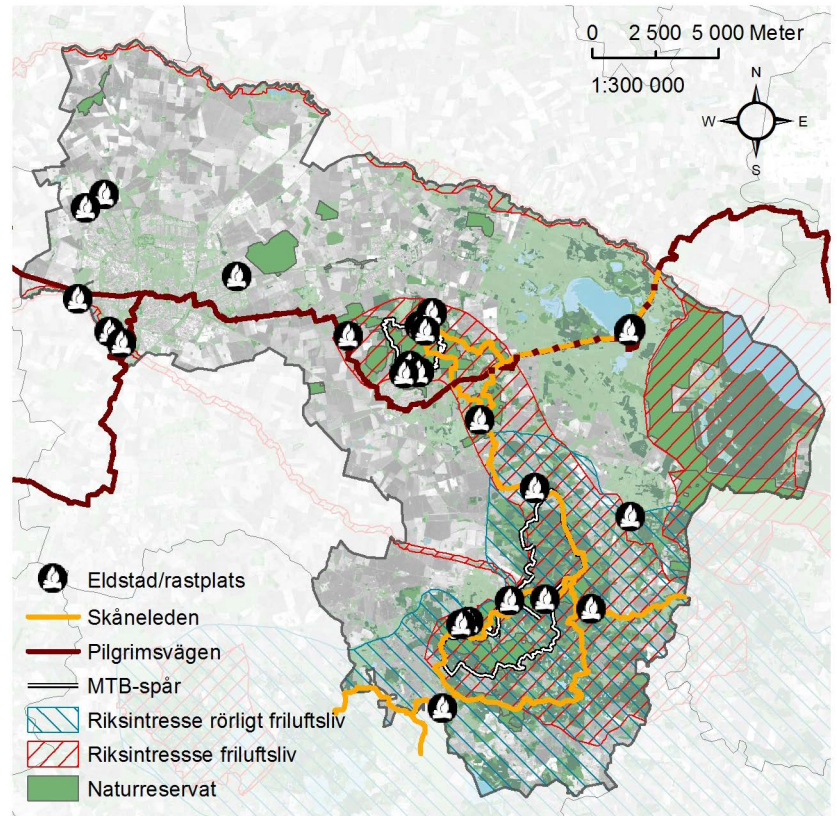 0 2 500 5 000 Meter
1:300 000
N
W E
S
Eldstad/rastplats
Skåneleden
Pilgrimsvägen
MTB-spår
Riksintresse rörligt friluftsliv
Riksintressse friluftsliv
Naturreservat